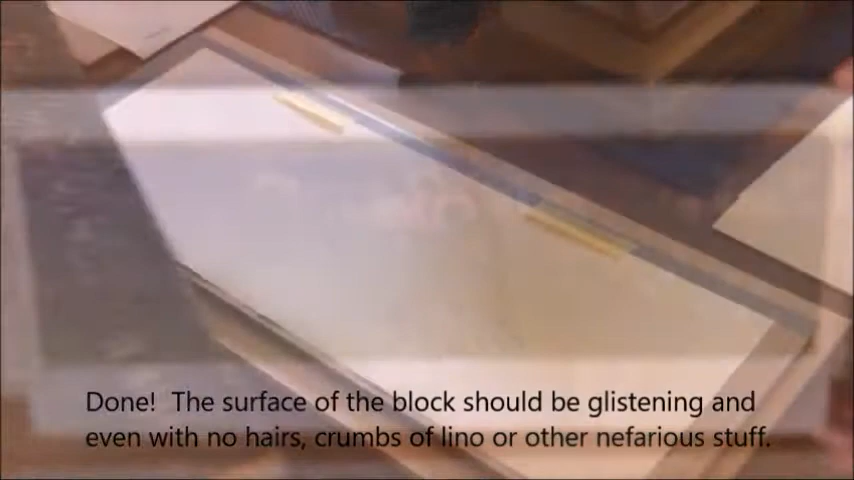 Done!  The surface of the block should be glistening and
even with no hairs, crumbs of lino or other nefarious stuff.